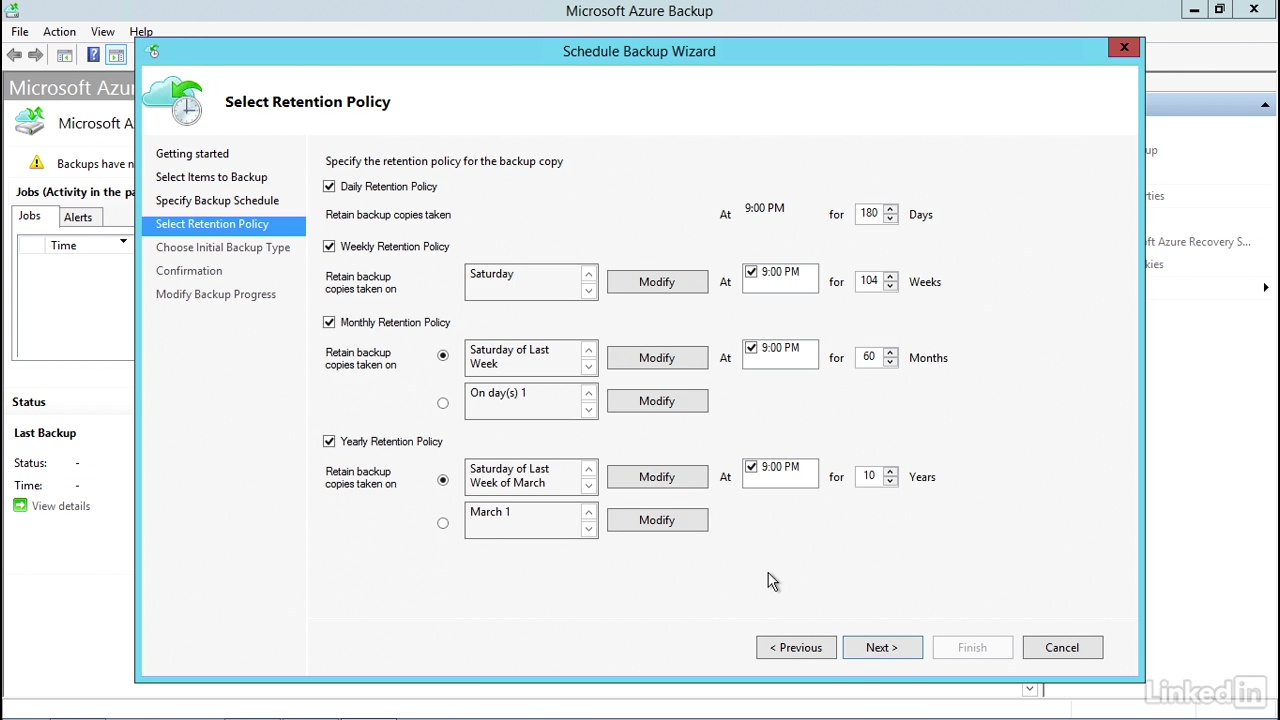 Microsoft Azure Backup
File Action View Help
Schedule Backup Wizard
Microsoft Azu
Select Retention Policy
Microsoft A
Backups have n
Jobs (Activity in the pa
Jobs Alerts
Time
Status
Last Backup
Status: -
Time: -
View details
Getting started
Select Items to Backup
Specify Backup Schedule
Select Retention Policy
Choose Initial Backup Type
Confirmation
Modify Backup Progress
Specify the retention policy for the backup copy
Daily Retention Policy
Retain backup copies taken At 9:00 PM for 180 Days
Weekly Retention Policy
Retain backup
copies taken on
Saturday Modify At 9:00 PM for 104 Weeks
Monthly Retention Policy
Retain backup
copies taken on
Saturday of Last
Week
Modify At 9:00 PM for 60 Months
On day(s) 1 Modify
Yearly Retention Policy
Retain backup
copies taken on
Saturday of Last
Week of March
Modify At 9:00 PM for 10 Years
March 1 Modify
< Previous Next > Finish Cancel
up
rties
ft Azure Recovery S...
kies
Linked in